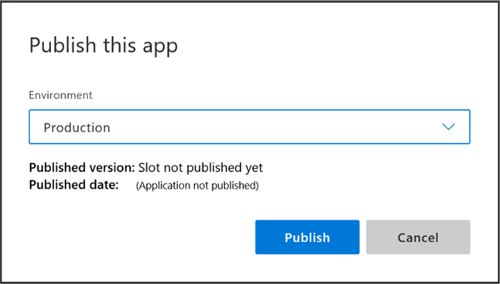 Publish this app
Environment
Production
Published version: Slot not published yet
Published date: (Application not published)
Publish Cancel